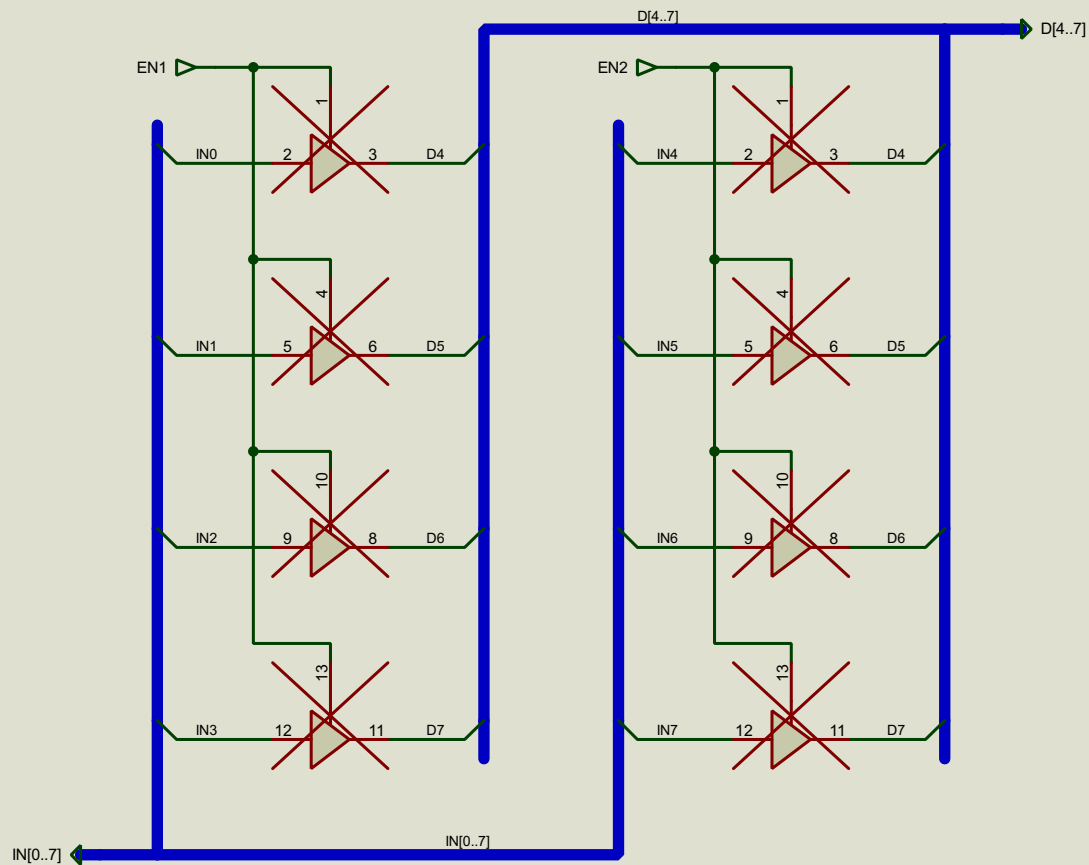 D[4..7]
D[4..7]
EN1
EN2
1
1
IN0 2 3 D4
IN4 2 3 D4
4
4
IN1 5 6 D5
IN5 5 6 D5
10
10
IN2 9 8 D6
IN6 9 8 D6
13
13
IN3 12 11 D7
IN7 12 11 D7
IN[0..7]
IN[0..7]